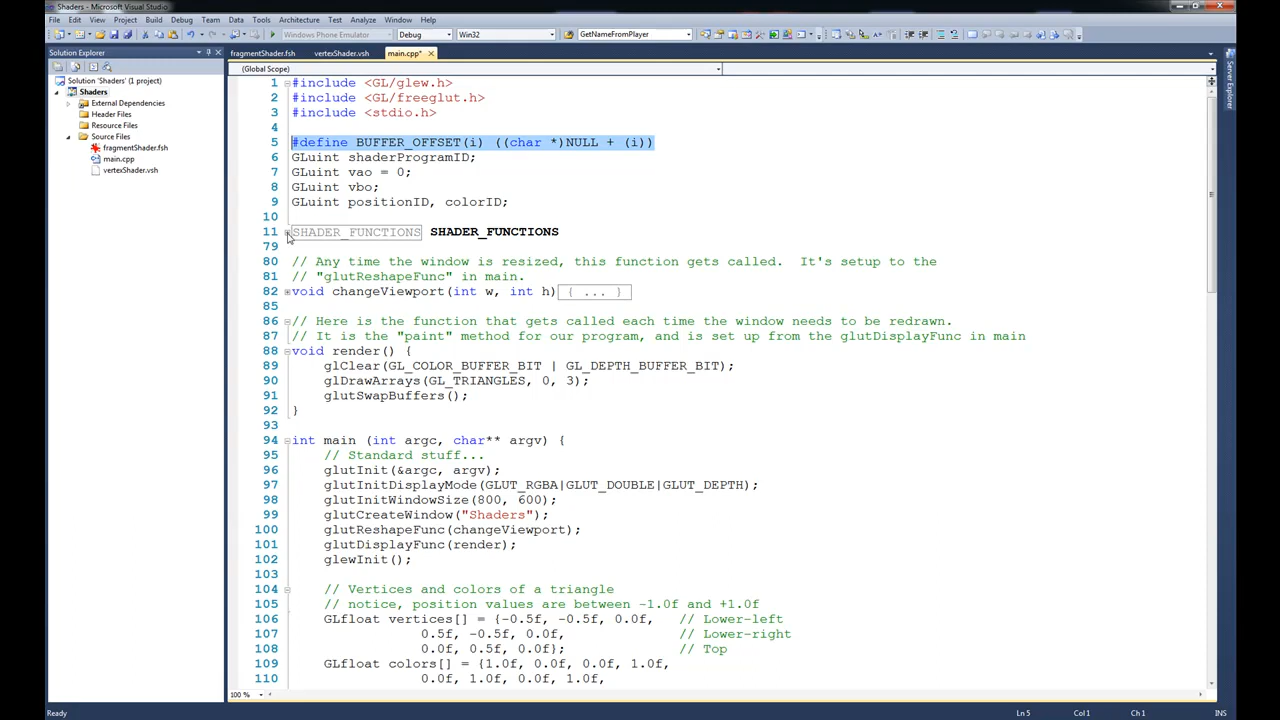 Shaders - Microsoft Visual Studio
File Edit View Project Build Debug Team Data Tools Architecture Test Analyze Window Help
Windows Phone Emulator Debug Win32 GetNameFromPlayer
Solution Explorer
fragmentShader.fsh vertexShader.vsh main.cpp*
(Global Scope)
Solution 'Shaders' (1 project)
Shaders
External Dependencies
Header Files
Resource Files
Source Files
fragmentShader.fsh
main.cpp
vertexShader.vsh
1 #include <GL/glew.h>
2 #include <GL/freeglut.h>
3 #include <stdio.h>
4
5 #define BUFFER_OFFSET(i) ((char *)NULL + (i))
6 GLuint shaderProgramID;
7 GLuint vao = 0;
8 GLuint vbo;
9 GLuint positionID, colorID;
10
11 SHADER_FUNCTIONS SHADER_FUNCTIONS
79
80 // Any time the window is resized, this function gets called.  It's setup to the
81 // "glutReshapeFunc" in main.
82 void changeViewport(int w, int h){ ... }
85
86 // Here is the function that gets called each time the window needs to be redrawn.
87 // It is the "paint" method for our program, and is set up from the glutDisplayFunc in main
88 void render() {
89 glClear(GL_COLOR_BUFFER_BIT | GL_DEPTH_BUFFER_BIT);
90 glDrawArrays(GL_TRIANGLES, 0, 3);
91 glutSwapBuffers();
92 }
93
94 int main (int argc, char** argv) {
95 // Standard stuff...
96 glutInit(&argc, argv);
97 glutInitDisplayMode(GLUT_RGBA|GLUT_DOUBLE|GLUT_DEPTH);
98 glutInitWindowSize(800, 600);
99 glutCreateWindow("Shaders");
100 glutReshapeFunc(changeViewport);
101 glutDisplayFunc(render);
102 glewInit();
103
104 // Vertices and colors of a triangle
105 // notice, position values are between -1.0f and +1.0f
106 GLfloat vertices[] = {-0.5f, -0.5f, 0.0f, // Lower-left
107 0.5f, -0.5f, 0.0f, // Lower-right
108 0.0f, 0.5f, 0.0f}; // Top
109 GLfloat colors[] = {1.0f, 0.0f, 0.0f, 1.0f,
110 0.0f, 1.0f, 0.0f, 1.0f,
100 %
Server Explorer
Ready Ln 5 Col 1 Ch 1 INS